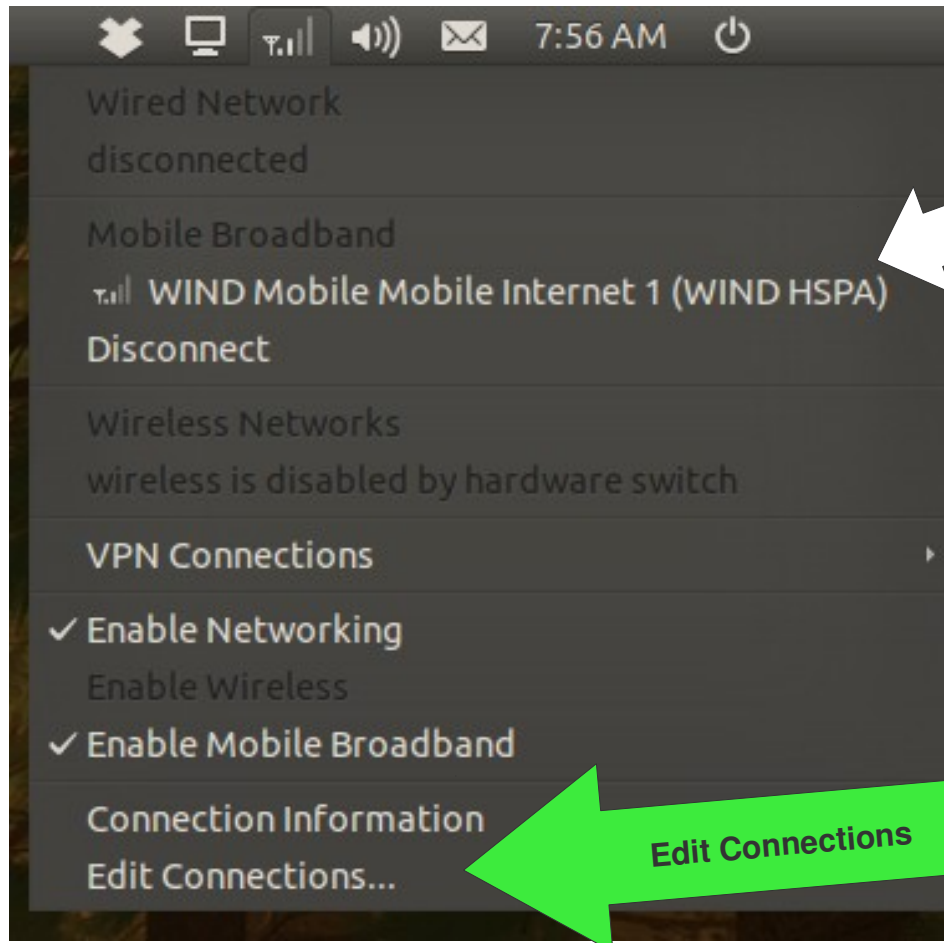 7:56 AM
Wired Network
disconnected
Mobile Broadband
WIND Mobile Mobile Internet 1 (WIND HSPA)
Disconnect
Wireless Networks
wireless is disabled by hardware switch
VPN Connections
Enable Networking
Enable Wireless
Enable Mobile Broadband
Connection Information
Edit Connections...
Edit Connections